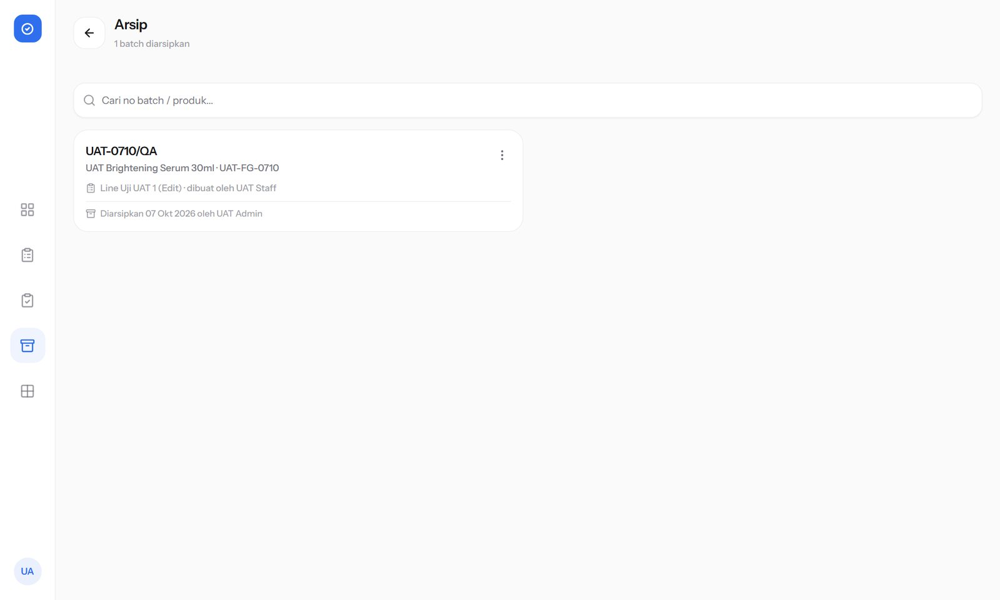 Arsip
1 batch diarsipkan
Cari no batch / produk...
UAT-0710/QA
UAT Brightening Serum 30ml · UAT-FG-0710
Line Uji UAT 1 (Edit) · dibuat oleh UAT Staff
Diarsipkan 07 Okt 2026 oleh UAT Admin
UA